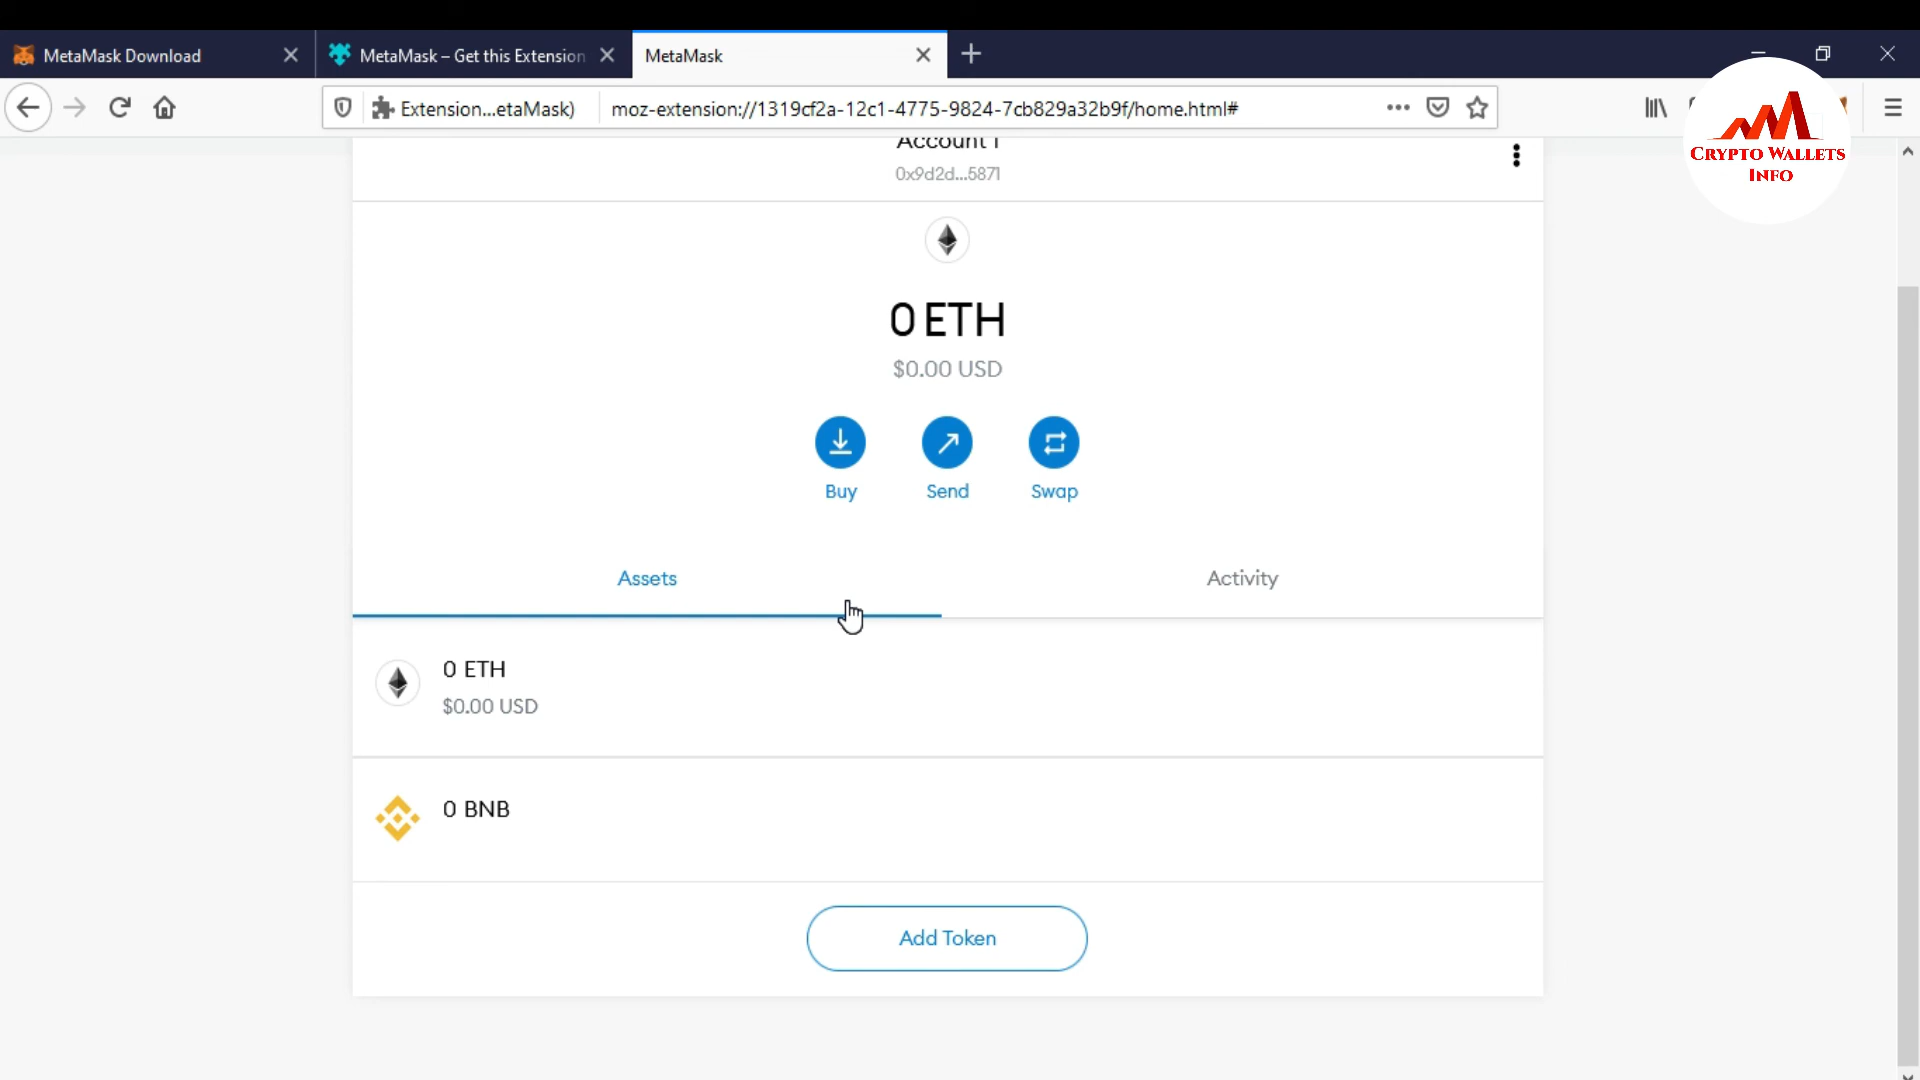 MetaMask Download
MetaMask – Get this Extension
MetaMask
Extension...etaMask)
moz-extension://1319cf2a-12c1-4775-9824-7cb829a32b9f/home.html#
CRYPTO WALLETS
INFO
Account 1
0x9d2d...5871
0 ETH
$0.00 USD
Buy
Send
Swap
Assets
Activity
0 ETH
$0.00 USD
0 BNB
Add Token